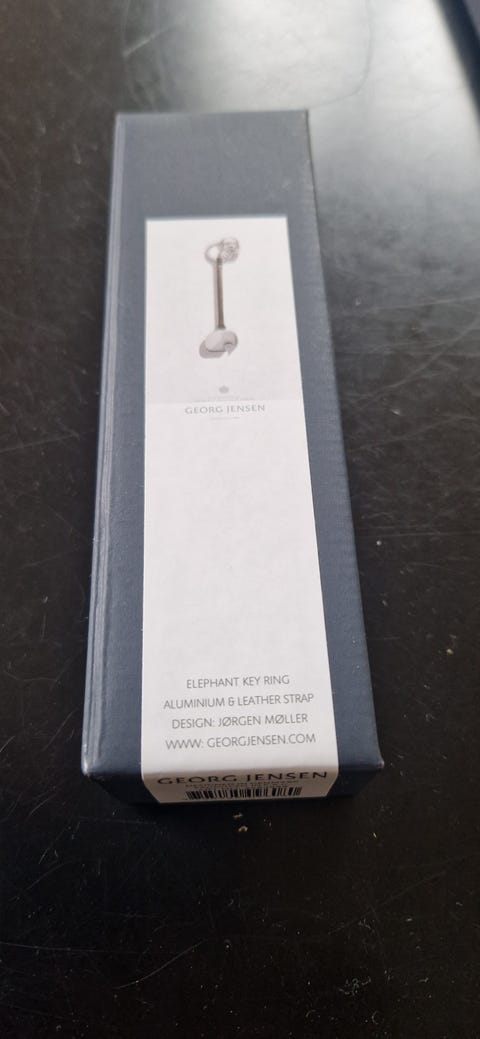 GEORG JENSEN
ELEPHANT KEY RING
ALUMINIUM & LEATHER STRAP
DESIGN: JØRGEN MØLLER
WWW: GEORGJENSEN.COM
GEORG JENSEN